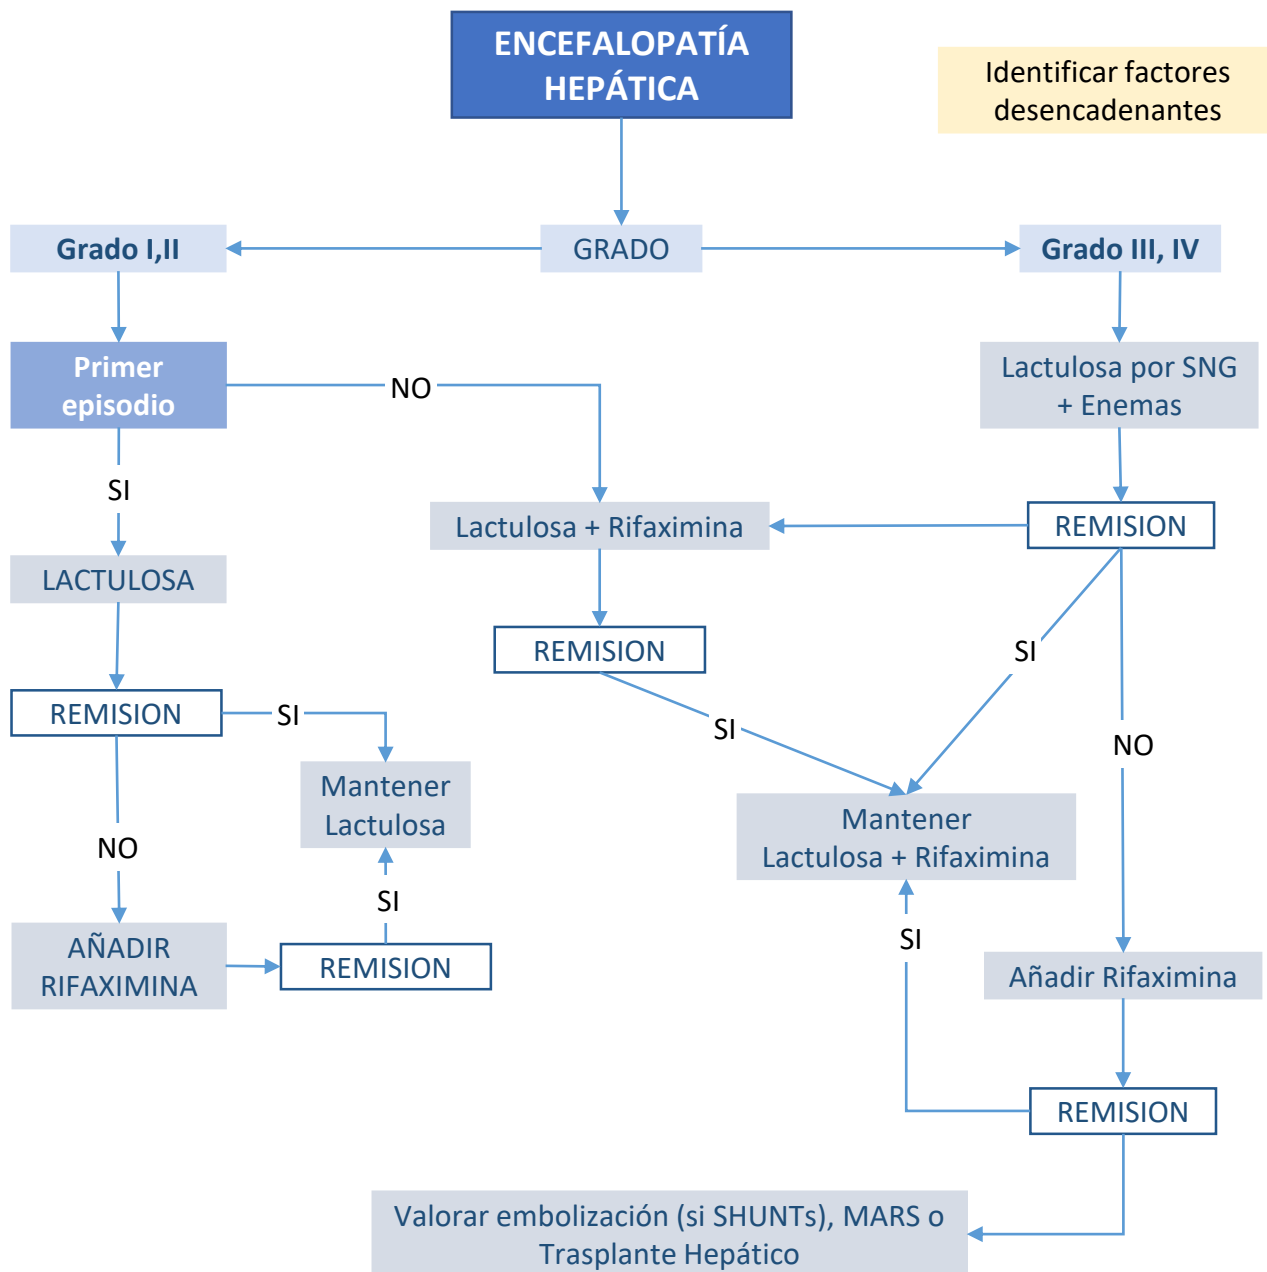 ENCEFALOPATÍA
HEPÁTICA
Identificar factores
desencadenantes
Grado I,II
GRADO
Grado III, IV
Primer
episodio
NO
Lactulosa por SNG
+ Enemas
SI
Lactulosa + Rifaximina
REMISION
LACTULOSA
REMISION
SI
REMISION
SI
SI
NO
Mantener
Lactulosa
Mantener
Lactulosa + Rifaximina
NO
SI
SI
AÑADIR
RIFAXIMINA
REMISION
Añadir Rifaximina
REMISION
Valorar embolización (si SHUNTs), MARS o
Trasplante Hepático